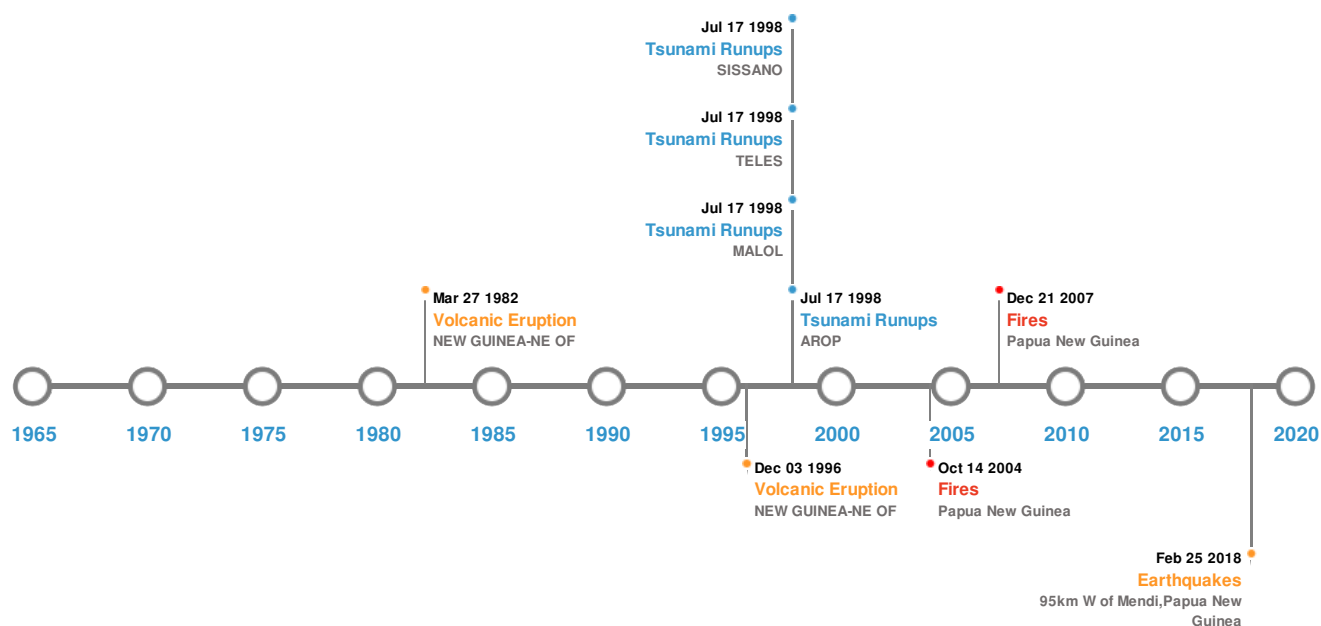 Jul 17 1998
Tsunami Runups
SISSANO
Jul 17 1998
Tsunami Runups
TELES
Jul 17 1998
Tsunami Runups
MALOL
Mar 27 1982
Volcanic Eruption
NEW GUINEA-NE OF
Jul 17 1998
Tsunami Runups
AROP
Dec 21 2007
Fires
Papua New Guinea
1965
1970
1975
1980
1985
1990
1995
2000
2005
2010
2015
2020
Dec 03 1996
Volcanic Eruption
NEW GUINEA-NE OF
Oct 14 2004
Fires
Papua New Guinea
Feb 25 2018
Earthquakes
95km W of Mendi,Papua New
Guinea